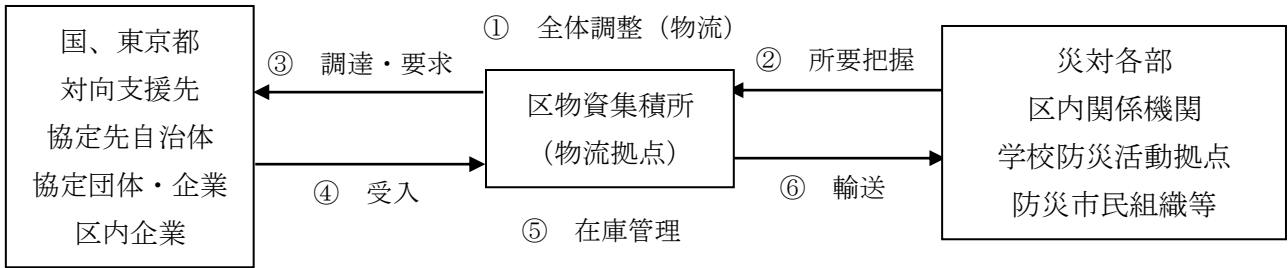 国、東京都
対向支援先
協定先自治体
協定団体・企業
区内企業
① 全体調整（物流）
③ 調達・要求
② 所要把握
区物資集積所
（物流拠点）
④ 受入
⑥ 輸送
⑤ 在庫管理
災対各部
区内関係機関
学校防災活動拠点
防災市民組織等